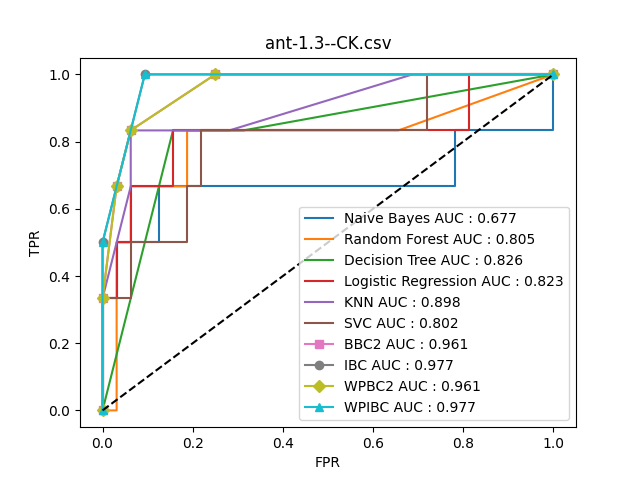 ant-1.3--CK.csv
1.0
0.8
0.6
0.4
0.2
0.0
TPR
Naive Bayes AUC : 0.677
Random Forest AUC : 0.805
Decision Tree AUC : 0.826
Logistic Regression AUC : 0.823
KNN AUC : 0.898
SVC AUC : 0.802
BBC2 AUC : 0.961
IBC AUC : 0.977
WPBC2 AUC : 0.961
WPIBC AUC : 0.977
0.0 0.2 0.4 0.6 0.8 1.0
FPR